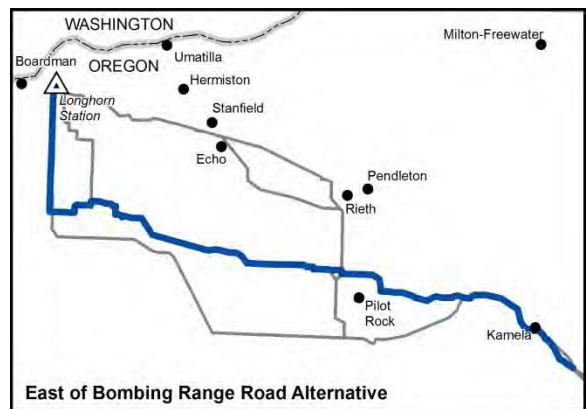 WASHINGTON
Milton-Freewater
Umatilla
Boardman
OREGON
Hermiston
Longhorn
Station
Stanfield
Echo
Pendleton
Rieth
Pilot
Rock
Kamela
East of Bombing Range Road Alternative